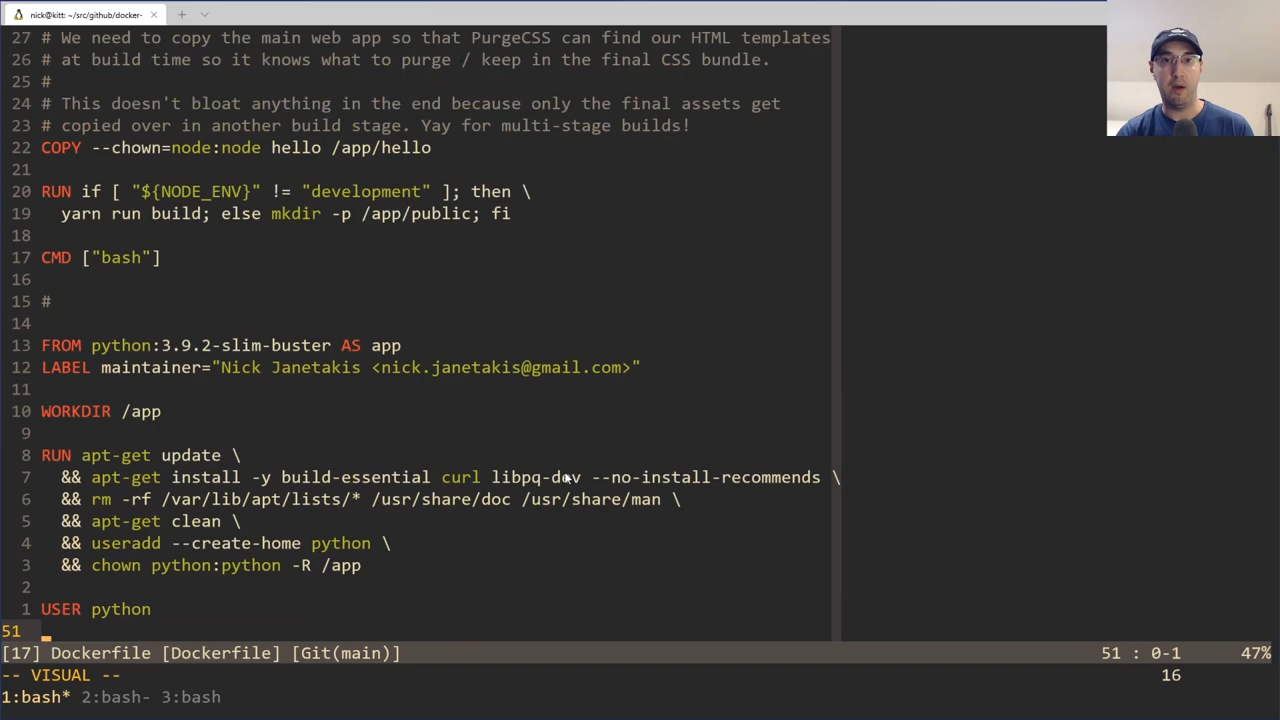 nick@kitt: ~/src/github/docker-
27 # We need to copy the main web app so that PurgeCSS can find our HTML templates
26 # at build time so it knows what to purge / keep in the final CSS bundle.
25 #
24 # This doesn't bloat anything in the end because only the final assets get
23 # copied over in another build stage. Yay for multi-stage builds!
22 COPY --chown=node:node hello /app/hello
21
20 RUN if [ "${NODE_ENV}" != "development" ]; then \
19   yarn run build; else mkdir -p /app/public; fi
18
17 CMD ["bash"]
16
15 #
14
13 FROM python:3.9.2-slim-buster AS app
12 LABEL maintainer="Nick Janetakis <nick.janetakis@gmail.com>"
11
10 WORKDIR /app
9
8 RUN apt-get update \
7   && apt-get install -y build-essential curl libpq-dev --no-install-recommends \
6   && rm -rf /var/lib/apt/lists/* /usr/share/doc /usr/share/man \
5   && apt-get clean \
4   && useradd --create-home python \
3   && chown python:python -R /app
2
1 USER python
51
[17] Dockerfile [Dockerfile] [Git(main)] 51 : 0-1 47%
-- VISUAL -- 16
1:bash* 2:bash- 3:bash